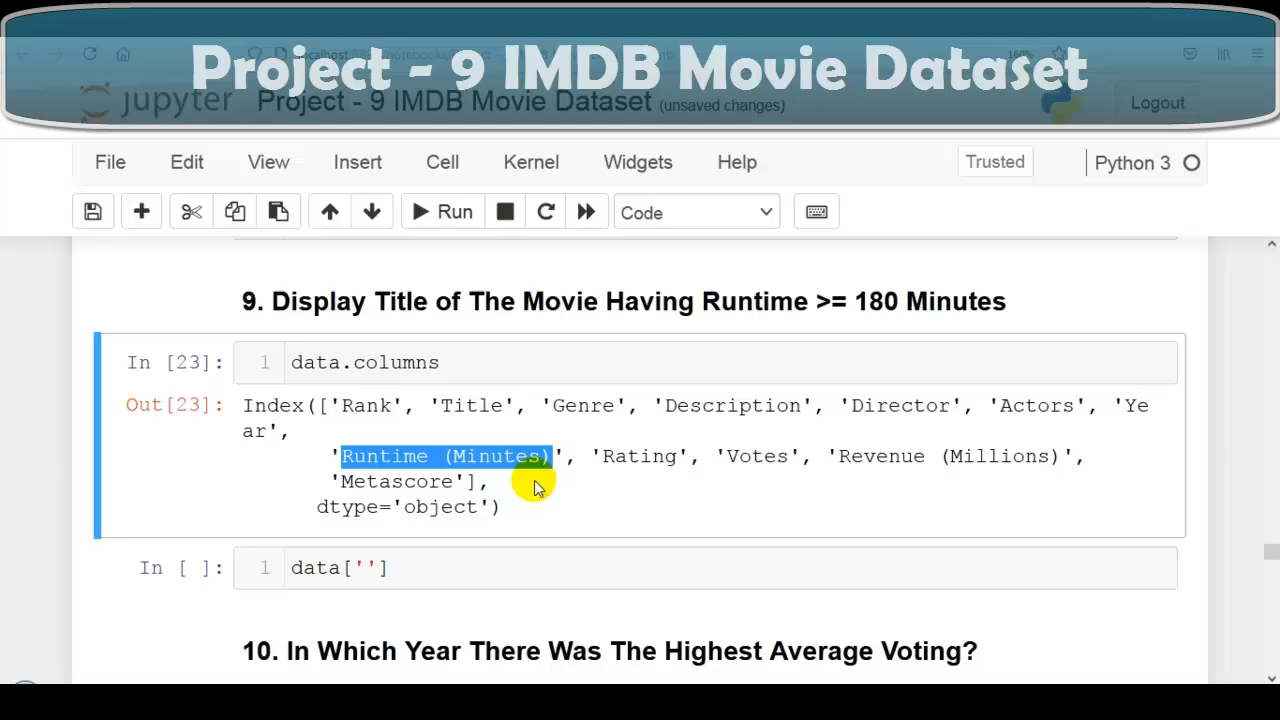 Project - 9 IMDB Movie Dataset
jupyter Project - 9 IMDB Movie Dataset (unsaved changes) Logout
File Edit View Insert Cell Kernel Widgets Help Trusted Python 3
Run Code
9. Display Title of The Movie Having Runtime >= 180 Minutes
In [23]: 1 data.columns
Out[23]: Index(['Rank', 'Title', 'Genre', 'Description', 'Director', 'Actors', 'Ye
ar',
'Runtime (Minutes)', 'Rating', 'Votes', 'Revenue (Millions)',
'Metascore'],
dtype='object')
In [ ]: 1 data['']
10. In Which Year There Was The Highest Average Voting?